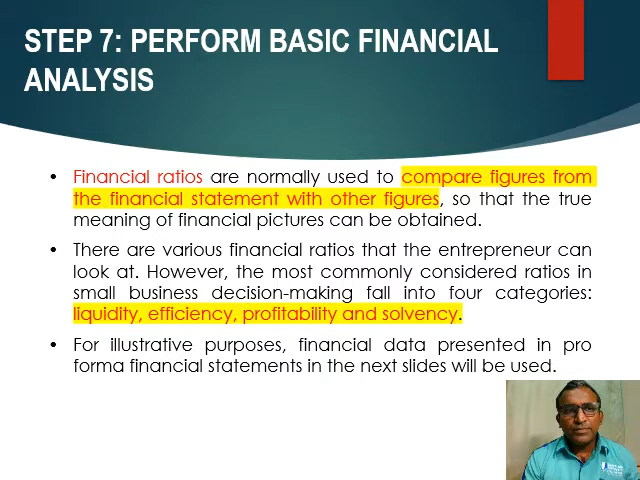 STEP 7: PERFORM BASIC FINANCIAL
ANALYSIS
• Financial ratios are normally used to compare figures from
the financial statement with other figures, so that the true
meaning of financial pictures can be obtained.
• There are various financial ratios that the entrepreneur can
look at. However, the most commonly considered ratios in
small business decision-making fall into four categories:
liquidity, efficiency, profitability and solvency.
• For illustrative purposes, financial data presented in pro
forma financial statements in the next slides will be used.